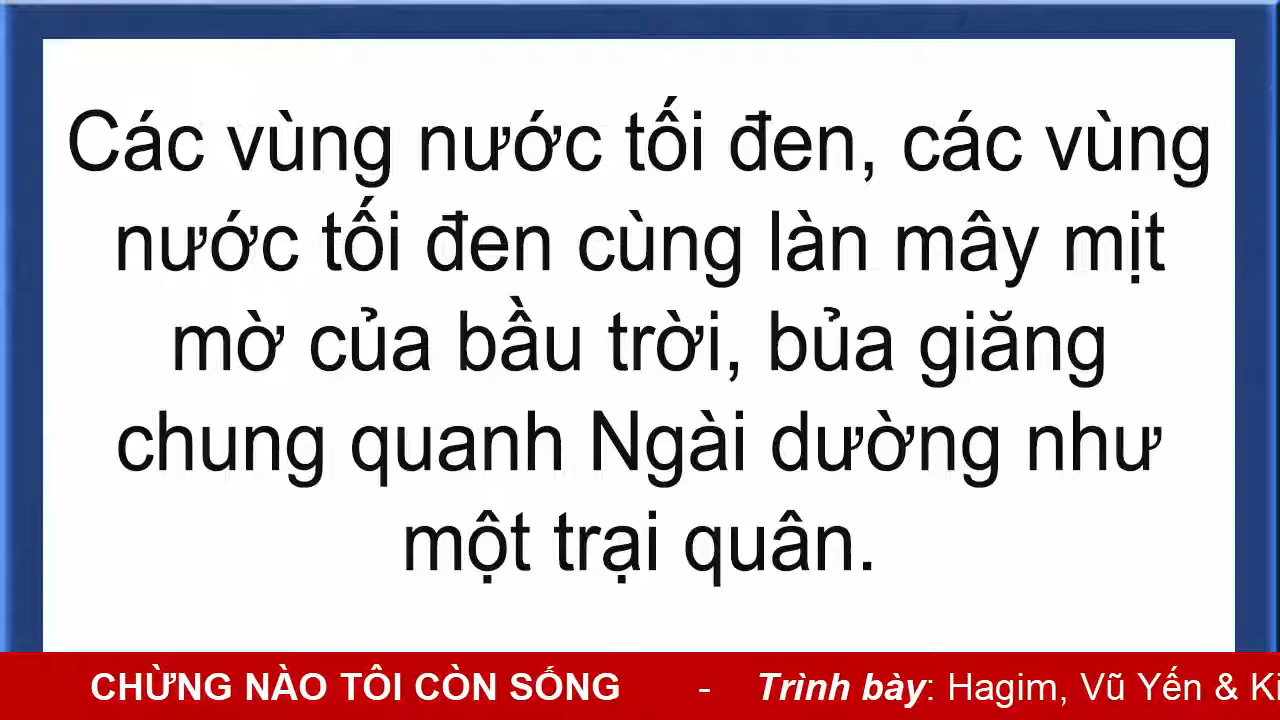 Các vùng nước tối đen, các vùng
nước tối đen cùng làn mây mịt
mờ của bầu trời, bủa giăng
chung quanh Ngài dường như
một trại quân.
CHỪNG NÀO TÔI CÒN SỐNG - Trình bày: Hagim, Vũ Yến &